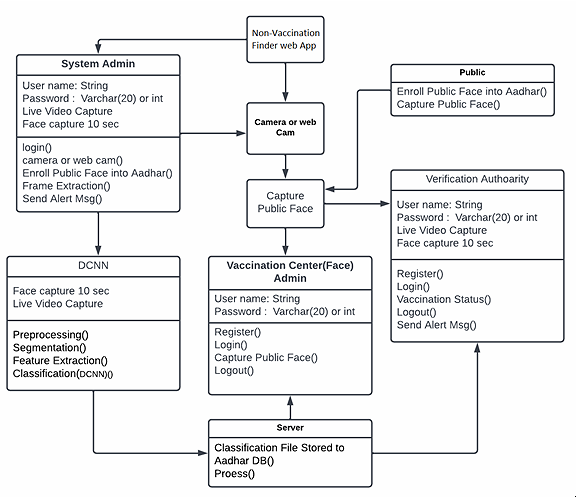 Non-Vaccination
Finder web App
System Admin
User name: String
Password : Varchar(20) or int
Live Video Capture
Face capture 10 sec
login()
camera or web cam()
Enroll Public Face into Aadhar()
Frame Extraction()
Send Alert Msg()
Camera or web
Cam
Public
Enroll Public Face into Aadhar()
Capture Public Face()
Capture
Public Face
Verification Authoarity
User name: String
Password : Varchar(20) or int
Live Video Capture
Face capture 10 sec
Register()
Login()
Vaccination Status()
Logout()
Send Alert Msg()
DCNN
Face capture 10 sec
Live Video Capture
Preprocessing()
Segmentation()
Feature Extraction()
Classification(DCNN)()
Vaccination Center(Face)
Admin
User name: String
Password : Varchar(20) or int
Register()
Login()
Capture Public Face()
Logout()
Server
Classification File Stored to
Aadhar DB()
Proess()